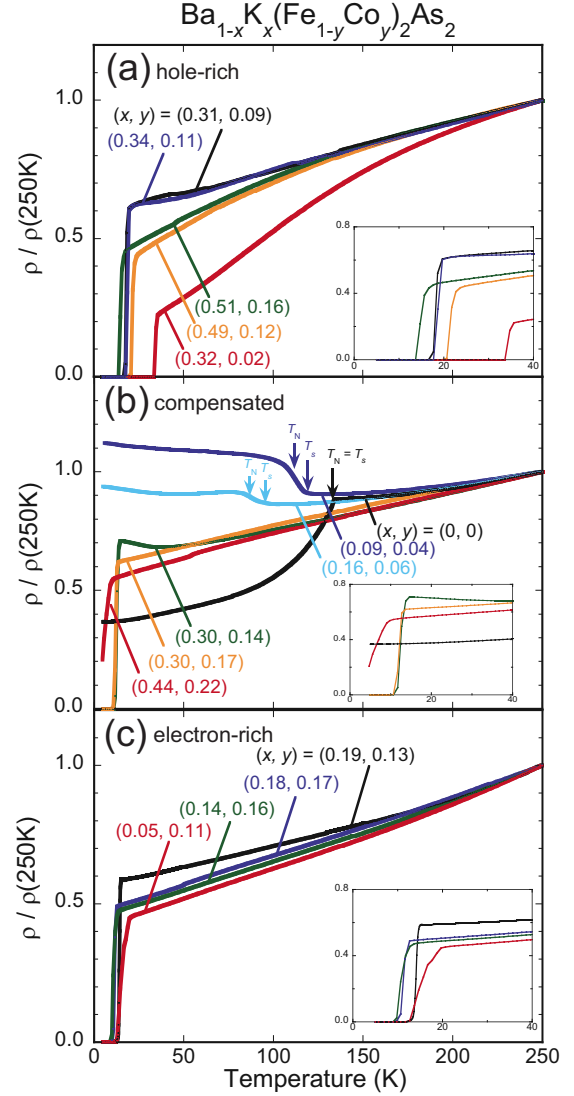 Ba1-xKx(Fe1-yCoy)2As2
(a) hole-rich
(x, y) = (0.31, 0.09)
(0.34, 0.11)
(0.51, 0.16)
(0.49, 0.12)
(0.32, 0.02)
ρ / ρ(250K)
1.0
0.5
0.0
0.8
0.4
0.0
0
20
40
(b) compensated
TN
Ts
TN
Ts
TN = Ts
(x, y) = (0, 0)
(0.09, 0.04)
(0.16, 0.06)
(0.30, 0.14)
(0.30, 0.17)
(0.44, 0.22)
ρ / ρ(250K)
1.0
0.5
0.0
0.8
0.4
0
0
20
40
(c) electron-rich
(x, y) = (0.19, 0.13)
(0.18, 0.17)
(0.14, 0.16)
(0.05, 0.11)
ρ / ρ(250K)
1.0
0.5
0.0
0.8
0.4
0
0
20
40
0
50
100
150
200
250
Temperature (K)